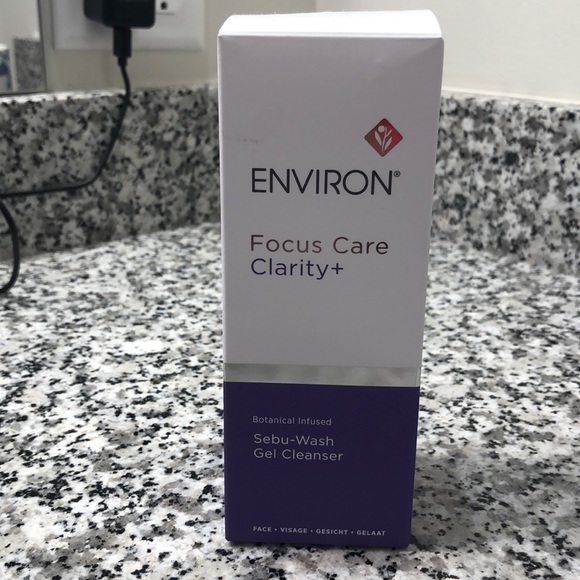 ENVIRON®
Focus Care
Clarity+
Botanical Infused
Sebu-Wash
Gel Cleanser
FACE • VISAGE • GESICHT • GELAAT